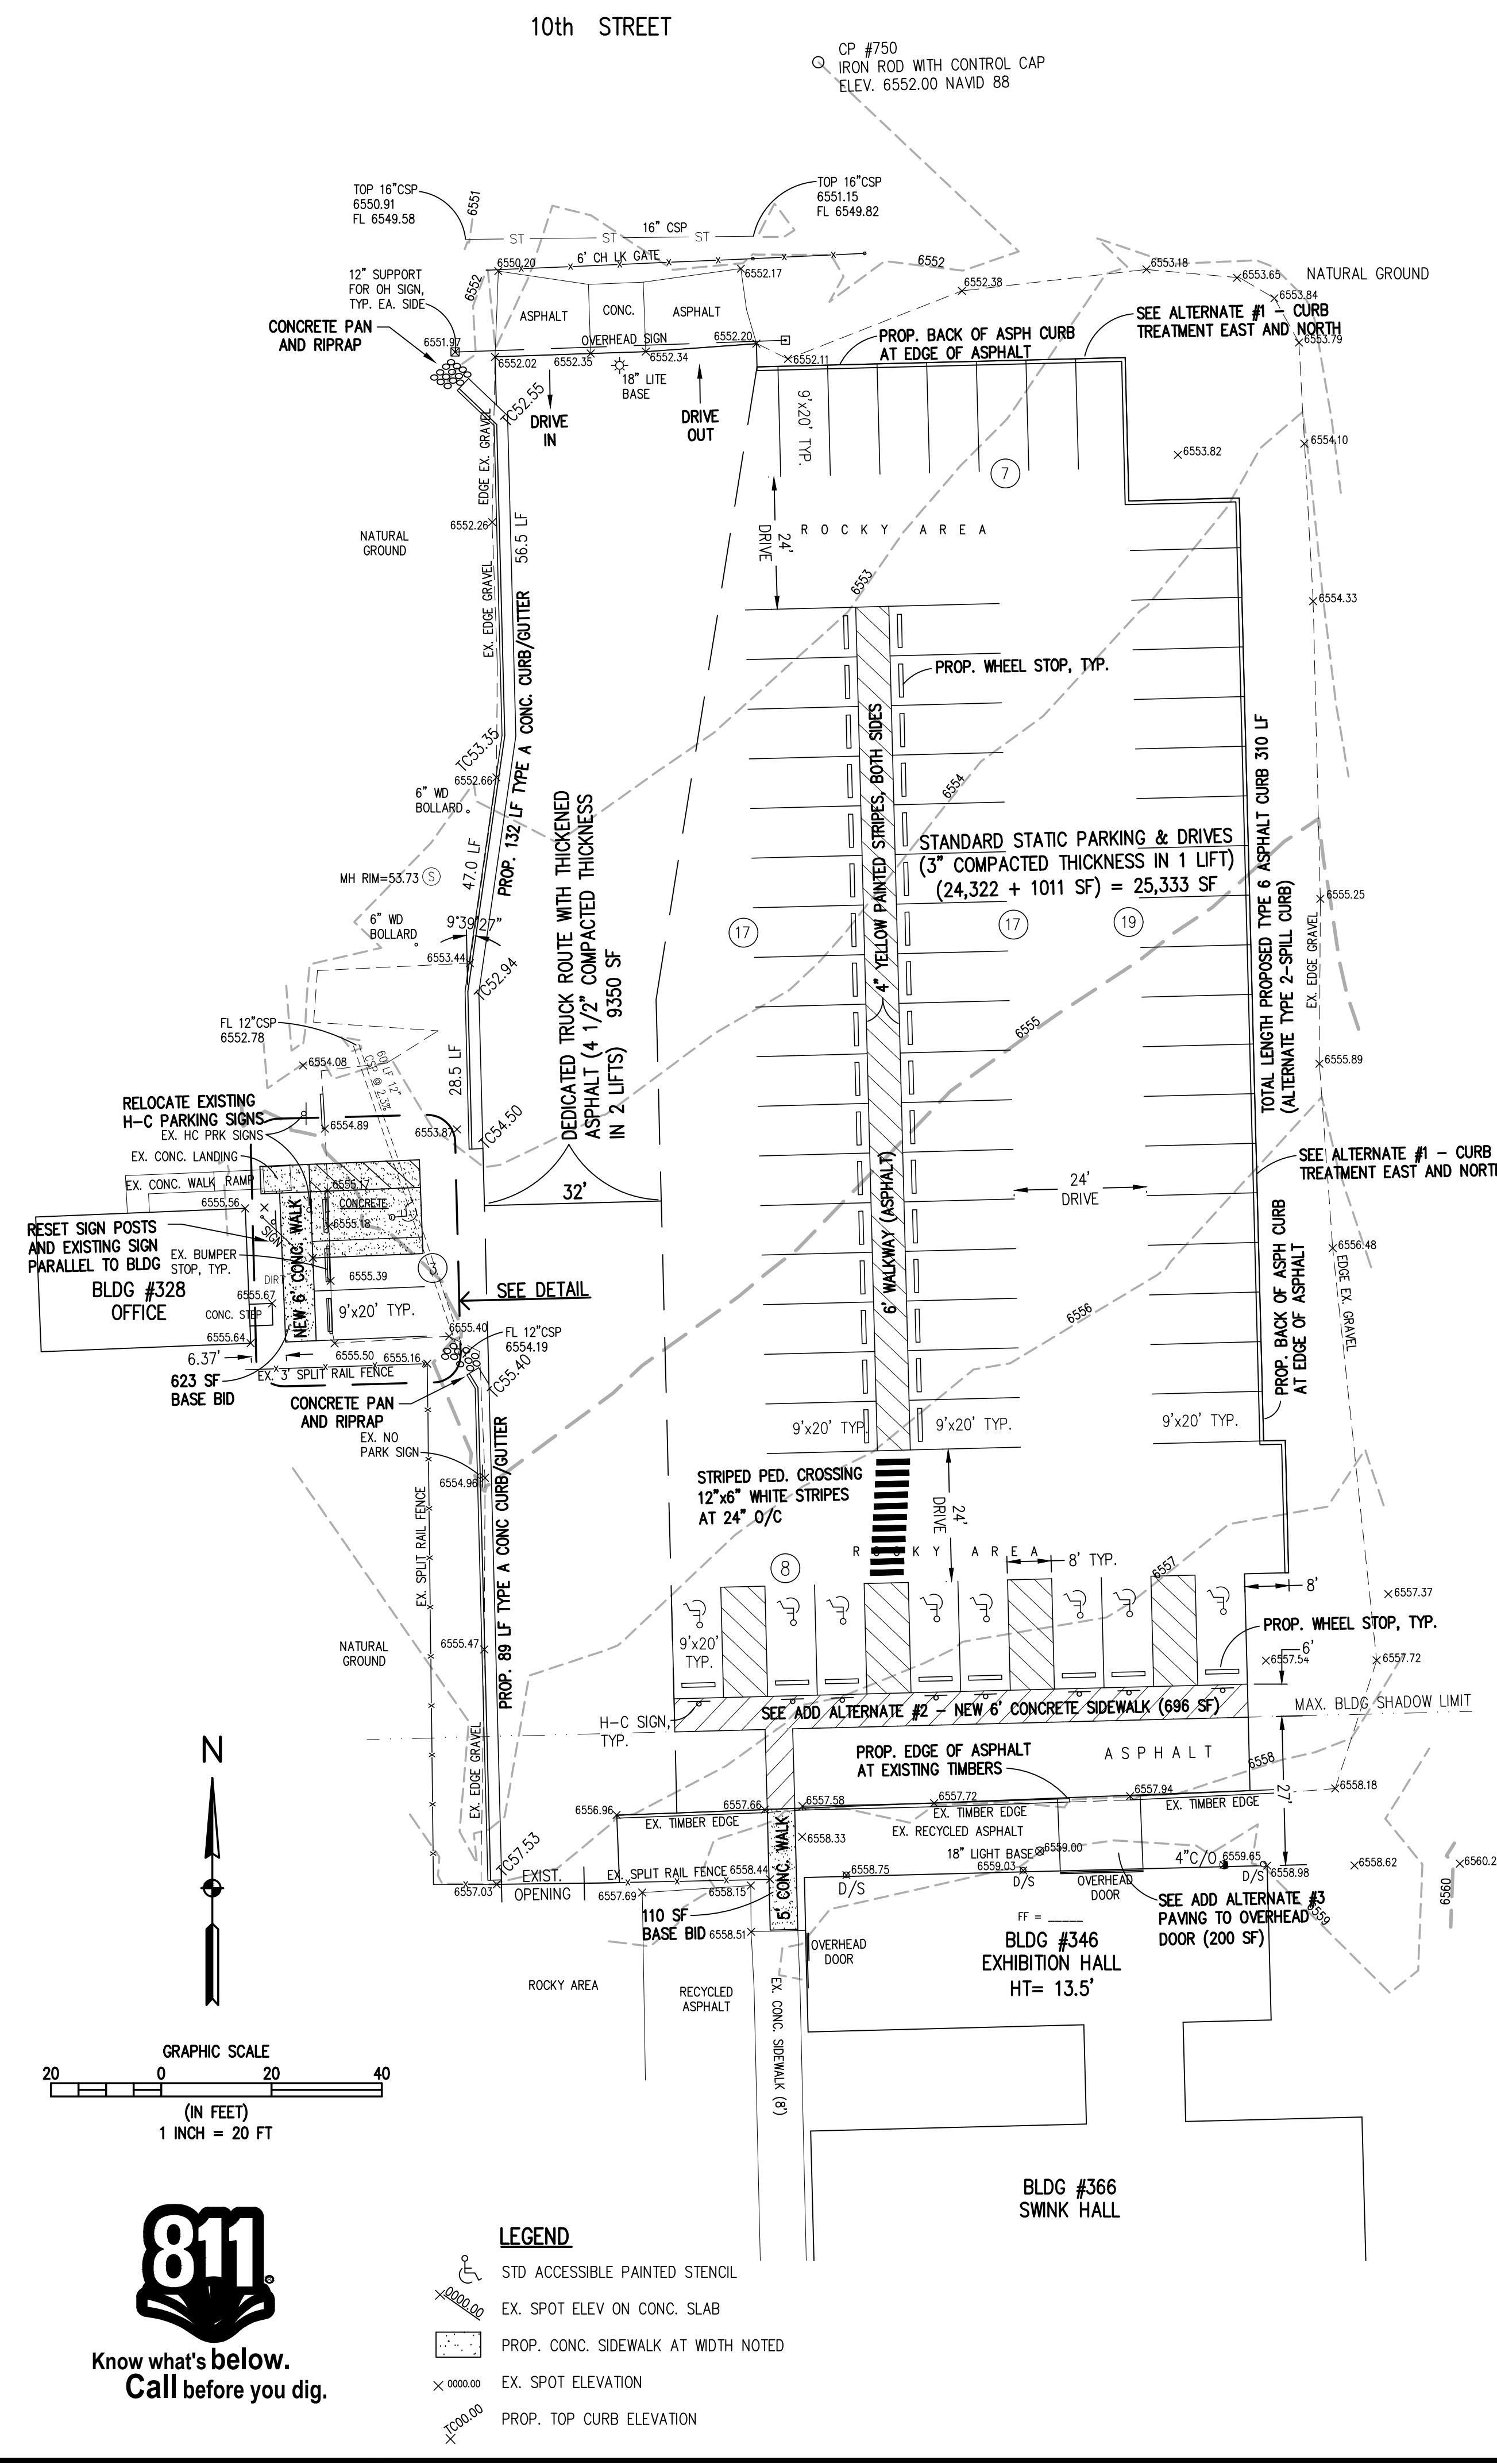 10th STREET
CP #750
IRON ROD WITH CONTROL CAP
ELEV. 6552.00 NAVID 88
TOP 16"CSP
6550.91
FL 6549.58
6551
TOP 16"CSP
6551.15
FL 6549.82
16" CSP
ST
ST
ST
6' CH LK GATE
6550.20
6552.17
6552
6552
6552.38
6553.18
6553.65
6553.84
6553.79
NATURAL GROUND
12" SUPPORT
FOR OH SIGN,
TYP. EA. SIDE
CONCRETE PAN
AND RIPRAP
6551.97
ASPHALT
CONC.
ASPHALT
OVERHEAD SIGN
6552.20
6552.02
6552.35
6552.34
6552.11
18" LITE
BASE
DRIVE
IN
DRIVE
OUT
PROP. BACK OF ASPH CURB
AT EDGE OF ASPHALT
SEE ALTERNATE #1 - CURB
TREATMENT EAST AND NORTH
TC52.55
9'x20' TYP.
7
6553.82
6554.10
EDGE EX. GRAVEL
6552.26
NATURAL
GROUND
56.5 LF
24'
DRIVE
ROCKY AREA
EX. EDGE GRAVEL
6553
6554.33
PROP. WHEEL STOP, TYP.
PROP. 132 LF TYPE A CONC. CURB/GUTTER
TC53.35
6552.66
6" WD
BOLLARD
6554
4" YELLOW PAINTED STRIPES, BOTH SIDES
STANDARD STATIC PARKING & DRIVES
(3" COMPACTED THICKNESS IN 1 LIFT)
(24,322 + 1011 SF) = 25,333 SF
TOTAL LENGTH PROPOSED TYPE 6 ASPHALT CURB 310 LF
(ALTERNATE TYPE 2-SPILL CURB)
MH RIM=53.73
S
47.0 LF
6" WD
BOLLARD
9°39'27"
6553.44
TC52.94
DEDICATED TRUCK ROUTE WITH THICKENED
ASPHALT (4 1/2" COMPACTED THICKNESS
IN 2 LIFTS) 9350 SF
17
17
19
6555.25
EX. EDGE GRAVEL
6555
6555.89
FL 12"CSP
6552.78
60 LF 12"
CSP @ 2.3%
6554.08
28.5 LF
RELOCATE EXISTING
H-C PARKING SIGNS
EX. HC PRK SIGNS
6554.89
6553.87
TC54.50
EX. CONC. LANDING
EX. CONC. WALK RAMP
6555.17
6555.56
CONCRETE
6555.18
SIGN
32'
6' WALKWAY (ASPHALT)
24'
DRIVE
SEE ALTERNATE #1 - CURB
TREATMENT EAST AND NORTH
RESET SIGN POSTS
AND EXISTING SIGN
PARALLEL TO BLDG
EX. BUMPER
STOP, TYP.
BLDG #328
OFFICE
DIRT
6555.39
3
6555.67
CONC. STEP
NEW 6' CONC. WALK
9'x20' TYP.
SEE DETAIL
6555.64
6555.40
FL 12"CSP
6554.19
6.37'
6555.50
6555.16
EX. 3' SPLIT RAIL FENCE
TC55.40
623 SF
BASE BID
CONCRETE PAN
AND RIPRAP
EX. NO
PARK SIGN
6554.96
6556
6556.48
EDGE EX. GRAVEL
PROP. BACK OF ASPH CURB
AT EDGE OF ASPHALT
9'x20' TYP.
9'x20' TYP.
9'x20' TYP.
STRIPED PED. CROSSING
12"x6" WHITE STRIPES
AT 24" O/C
24'
DRIVE
ROCKY AREA
EX. SPLIT RAIL FENCE
PROP. 89 LF TYPE A CONC CURB/GUTTER
8
8' TYP.
6557
8'
6557.37
NATURAL
GROUND
6555.47
9'x20'
TYP.
PROP. WHEEL STOP, TYP.
6'
6557.54
6557.72
SEE ADD ALTERNATE #2 - NEW 6' CONCRETE SIDEWALK (696 SF)
MAX. BLDG SHADOW LIMIT
H-C SIGN,
TYP.
EX. EDGE GRAVEL
PROP. EDGE OF ASPHALT
AT EXISTING TIMBERS
ASPHALT
6558
27'
6558.18
6556.96
6557.66
6557.58
6557.72
6557.94
EX. TIMBER EDGE
EX. TIMBER EDGE
EX. TIMBER EDGE
EX. RECYCLED ASPHALT
6558.33
TC57.53
6557.03
EXIST.
OPENING
EX. SPLIT RAIL FENCE
6558.44
6557.69
6558.15
5' CONC. WALK
6558.75
D/S
18" LIGHT BASE
6559.00
6559.03
D/S
4"C/O
6559.65
D/S
6558.98
6558.62
6560.2
6560
6559
OVERHEAD
DOOR
110 SF
BASE BID
6558.51
OVERHEAD
DOOR
FF = _____
BLDG #346
EXHIBITION HALL
HT= 13.5'
SEE ADD ALTERNATE #3
PAVING TO OVERHEAD
DOOR (200 SF)
ROCKY AREA
RECYCLED
ASPHALT
EX. CONC. SIDEWALK (8')
N
GRAPHIC SCALE
20 0 20 40
(IN FEET)
1 INCH = 20 FT
BLDG #366
SWINK HALL
811
Know what's below.
Call before you dig.
LEGEND
STD ACCESSIBLE PAINTED STENCIL
0000.00 EX. SPOT ELEV ON CONC. SLAB
PROP. CONC. SIDEWALK AT WIDTH NOTED
0000.00 EX. SPOT ELEVATION
TC00.00 PROP. TOP CURB ELEVATION